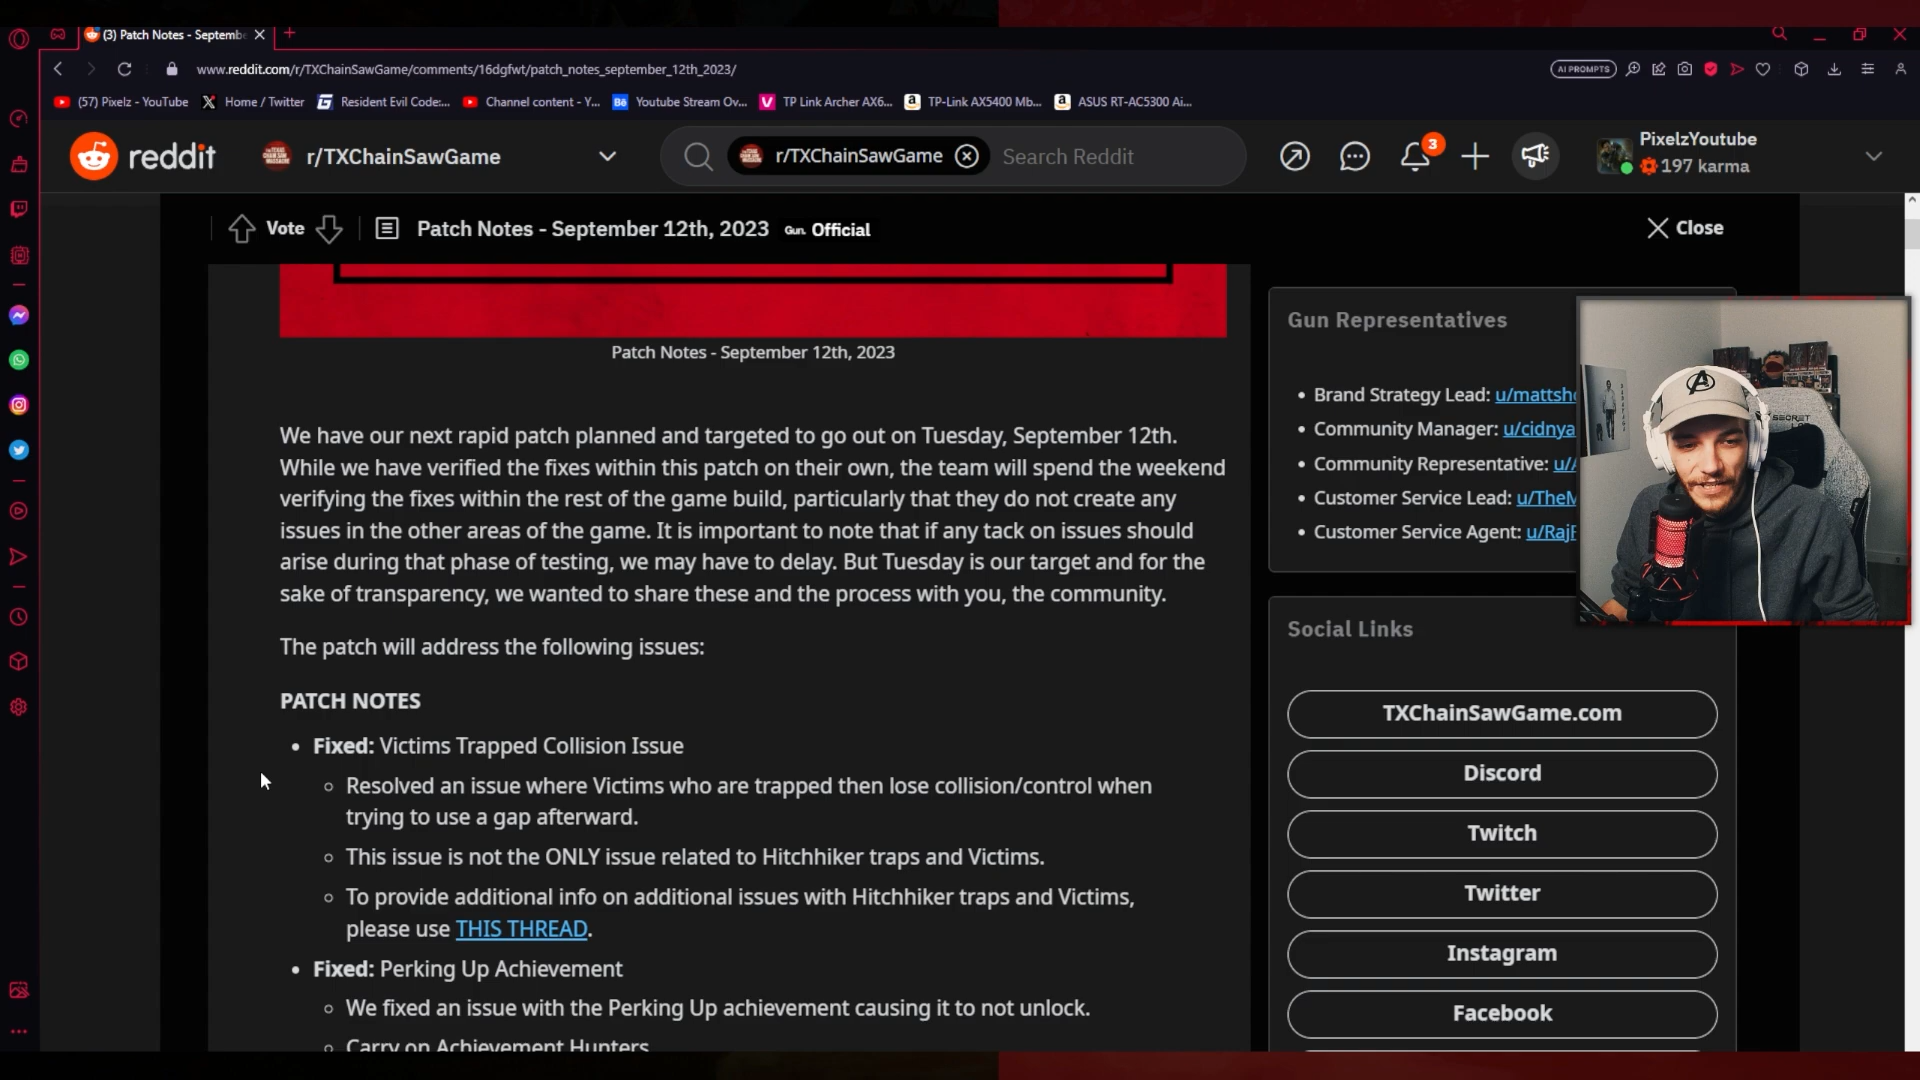 (3) Patch Notes - Septembe
www.reddit.com/r/TXChainSawGame/comments/16dgfwt/patch_notes_september_12th_2023/
AI PROMPTS
(57) Pixelz - YouTube
Home / Twitter
Resident Evil Code:...
Channel content - Y...
Bē
Youtube Stream Ov...
TP Link Archer AX6...
TP-Link AX5400 Mb...
ASUS RT-AC5300 Ai...
reddit
r/TXChainSawGame
r/TXChainSawGame
Search Reddit
3
PixelzYoutube
197 karma
Vote
Patch Notes - September 12th, 2023
Gun. Official
Close
Patch Notes - September 12th, 2023
We have our next rapid patch planned and targeted to go out on Tuesday, September 12th.
While we have verified the fixes within this patch on their own, the team will spend the weekend
verifying the fixes within the rest of the game build, particularly that they do not create any
issues in the other areas of the game. It is important to note that if any tack on issues should
arise during that phase of testing, we may have to delay. But Tuesday is our target and for the
sake of transparency, we wanted to share these and the process with you, the community.
The patch will address the following issues:
PATCH NOTES
Fixed: Victims Trapped Collision Issue
Resolved an issue where Victims who are trapped then lose collision/control when
trying to use a gap afterward.
This issue is not the ONLY issue related to Hitchhiker traps and Victims.
To provide additional info on additional issues with Hitchhiker traps and Victims,
please use THIS THREAD.
Fixed: Perking Up Achievement
We fixed an issue with the Perking Up achievement causing it to not unlock.
Carry on Achievement Hunters
Gun Representatives
Brand Strategy Lead: u/mattsh
Community Manager: u/cidnya
Community Representative: u/
Customer Service Lead: u/TheM
Customer Service Agent: u/Raj
SECRET
Social Links
TXChainSawGame.com
Discord
Twitch
Twitter
Instagram
Facebook